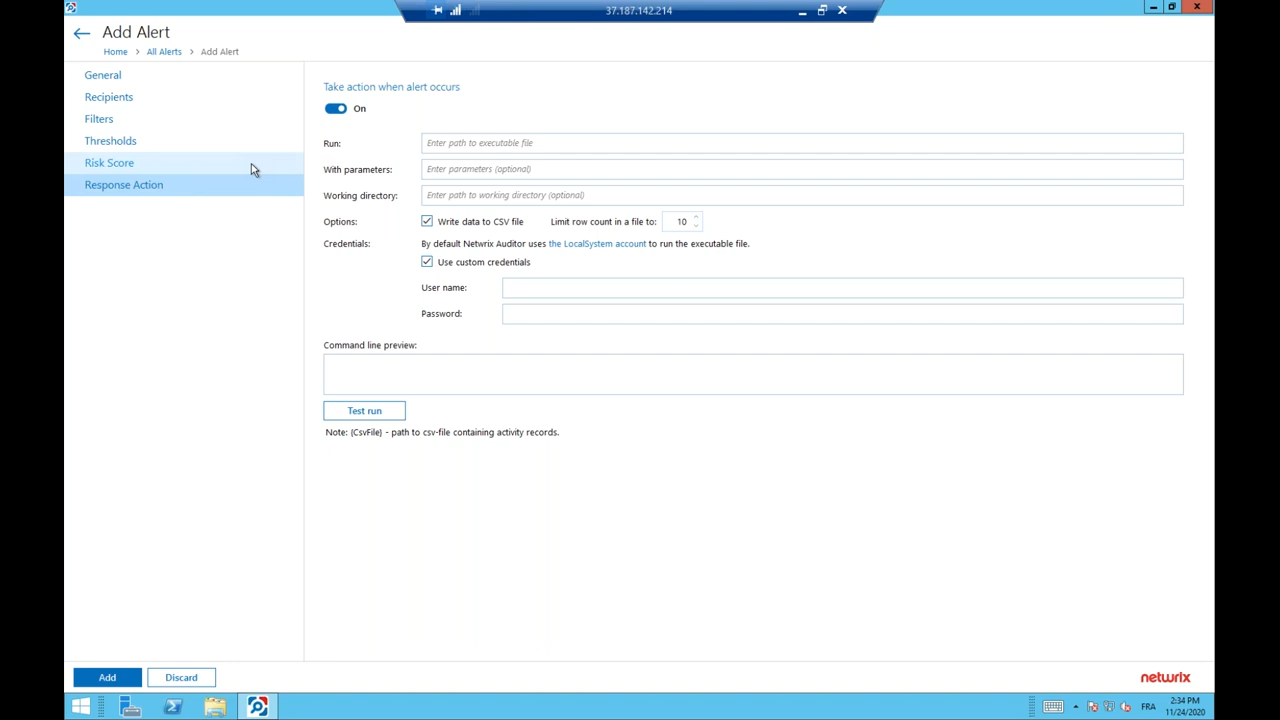 37.187.142.214
Add Alert
Home > All Alerts > Add Alert
General
Recipients
Filters
Thresholds
Risk Score
Response Action
Take action when alert occurs
On
Run: Enter path to executable file
With parameters: Enter parameters (optional)
Working directory: Enter path to working directory (optional)
Options: Write data to CSV file Limit row count in a file to: 10
Credentials: By default Netwrix Auditor uses the LocalSystem account to run the executable file.
Use custom credentials
User name:
Password:
Command line preview:
Test run
Note: {CsvFile} - path to csv-file containing activity records.
Add Discard
netwrix
FRA
2:34 PM
11/24/2020